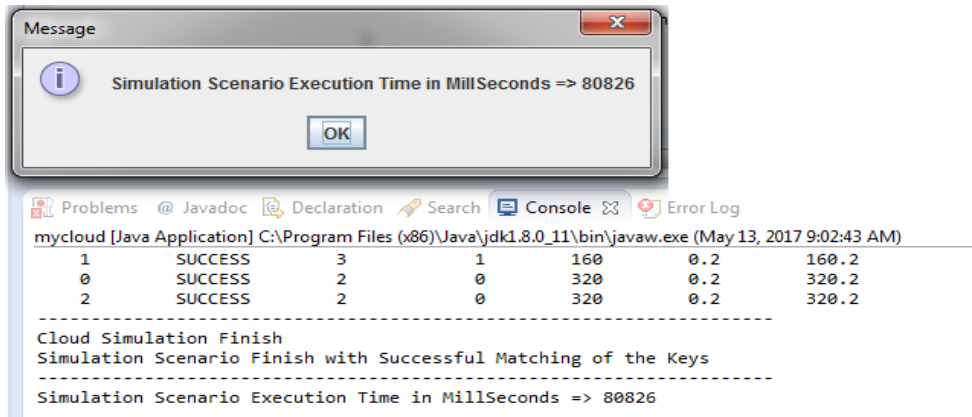 Message
Simulation Scenario Execution Time in MillSeconds => 80826
OK
Problems @ Javadoc Declaration Search Console Error Log
mycloud [Java Application] C:\Program Files (x86)\Java\jdk1.8.0_11\bin\javaw.exe (May 13, 2017 9:02:43 AM)
1 SUCCESS 3 1 160 0.2 160.2
0 SUCCESS 2 0 320 0.2 320.2
2 SUCCESS 2 0 320 0.2 320.2
-----------------------------------------------------------------------
Cloud Simulation Finish
Simulation Scenario Finish with Successful Matching of the Keys
-----------------------------------------------------------------------
Simulation Scenario Execution Time in MillSeconds => 80826